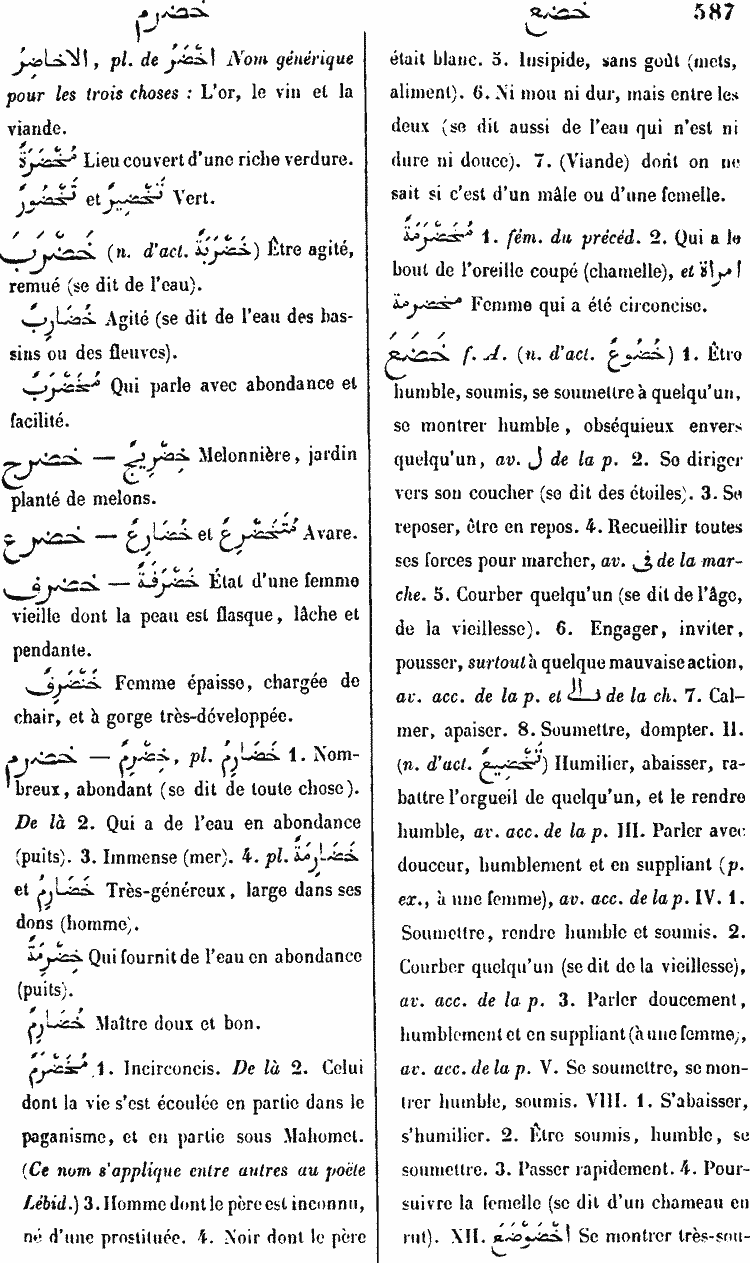 خضرم
خضع 587
الاخاضِرُ, pl. de اَخْضَرُ Nom générique
pour les trois choses : L'or, le vin et la
viande.
مُخْضَرَةٌ Lieu couvert d'une riche verdure.
تَخْضِيرٌ et تَخْضُورٌ Vert.
خَضْرَبَ (n. d'act. خَضْرَبَةٌ) Être agité,
remué (se dit de l'eau).
خُضَارِبٌ Agité (se dit de l'eau des bas-
sins ou des fleuves).
مُخَضْرَبٌ Qui parle avec abondance et
facilité.
خضرج — خِضْرِيجٌ Melonnière, jardin
planté de melons.
خضرع — خُضَارِعٌ et مُتَخَضْرِعٌ Avare.
خضرف — خَضْرَفَةٌ État d'une femme
vieille dont la peau est flasque, lâche et
pendante.
خَنْضَرِفٌ Femme épaisse, chargée de
chair, et à gorge très-développée.
خضرم — خِضْرِمٌ, pl. خَضَارِمُ 1. Nom-
breux, abondant (se dit de toute chose).
De là 2. Qui a de l'eau en abondance
(puits). 3. Immense (mer). 4. pl. خَضَارِمَةٌ
et خَضَارِمُ Très-généreux, large dans ses
dons (homme).
خِضْرِمَةٌ Qui fournit de l'eau en abondance
(puits).
خُضَارِمٌ Maître doux et bon.
مُخَضْرَمٌ 1. Incirconcis. De là 2. Celui
dont la vie s'est écoulée en partie dans le
paganisme, et en partie sous Mahomet.
(Ce nom s'applique entre autres au poëte
Lébid.) 3. Homme dont le père est inconnu,
né d'une prostituée. 4. Noir dont le père
était blanc. 5. Insipide, sans goût (mets,
aliment). 6. Ni mou ni dur, mais entre les
deux (se dit aussi de l'eau qui n'est ni
dure ni douce). 7. (Viande) dont on ne
sait si c'est d'un mâle ou d'une femelle.
مُخَضْرَمَةٌ 1. fém. du précéd. 2. Qui a le
bout de l'oreille coupé (chamelle), et امراة
مخضرمة Femme qui a été circoncise.
خَضَعَ f. A. (n. d'act. خُضُوعٌ) 1. Être
humble, soumis, se soumettre à quelqu'un,
se montrer humble, obséquieux envers
quelqu'un, av. ل de la p. 2. Se diriger
vers son coucher (se dit des étoiles). 3. Se
reposer, être en repos. 4. Recueillir toutes
ses forces pour marcher, av. في de la mar-
che. 5. Courber quelqu'un (se dit de l'âge,
de la vieillesse). 6. Engager, inviter,
pousser, surtout à quelque mauvaise action,
av. acc. de la p. et de la ch. 7. Cal-
mer, apaiser. 8. Soumettre, dompter. II.
(n. d'act. تَخْضِيعٌ) Humilier, abaisser, ra-
battre l'orgueil de quelqu'un, et le rendre
humble, av. acc. de la p. III. Parler avec
douceur, humblement et en suppliant (p.
ex., à une femme), av. acc. de la p. IV. 1.
Soumettre, rendre humble et soumis. 2.
Courber quelqu'un (se dit de la vieillesse),
av. acc. de la p. 3. Parler doucement,
humblement et en suppliant (à une femme),
av. acc. de la p. V. Se soumettre, se mon-
trer humble, soumis. VIII. 1. S'abaisser,
s'humilier. 2. Être soumis, humble, se
soumettre. 3. Passer rapidement. 4. Pour-
suivre la femelle (se dit d'un chameau en
rut). XII. اِخْضَوْضَعَ Se montrer très-sou-